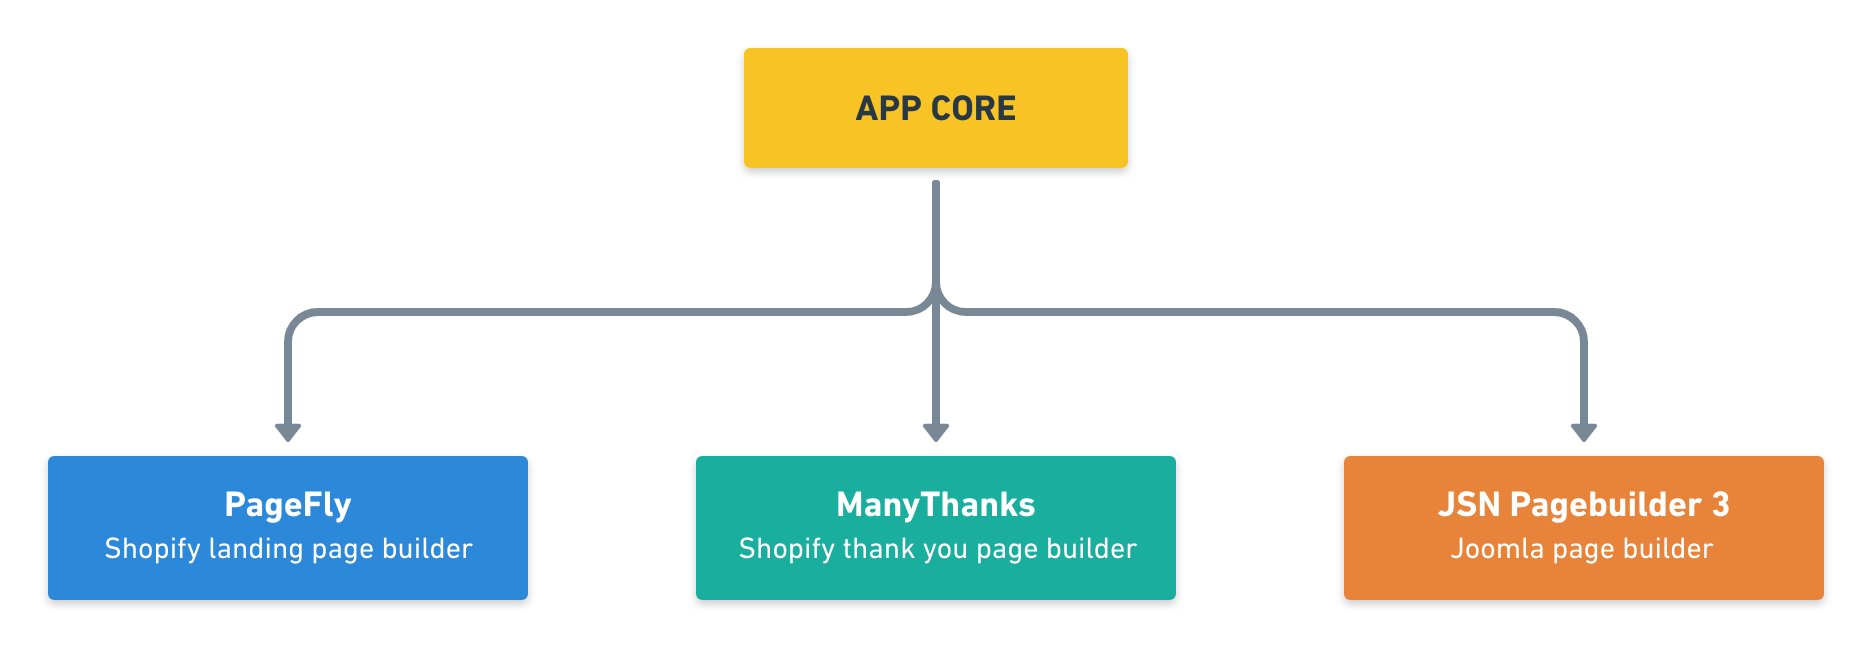 APP CORE
PageFly
Shopify landing page builder
ManyThanks
Shopify thank you page builder
JSN Pagebuilder 3
Joomla page builder